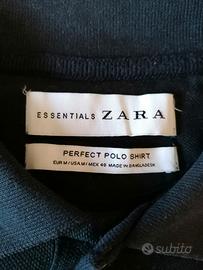 ESSENTIALS ZARA
PERFECT POLO SHIRT
EUR M / USA M / MEX 40 MADE IN BANGLADESH
subito